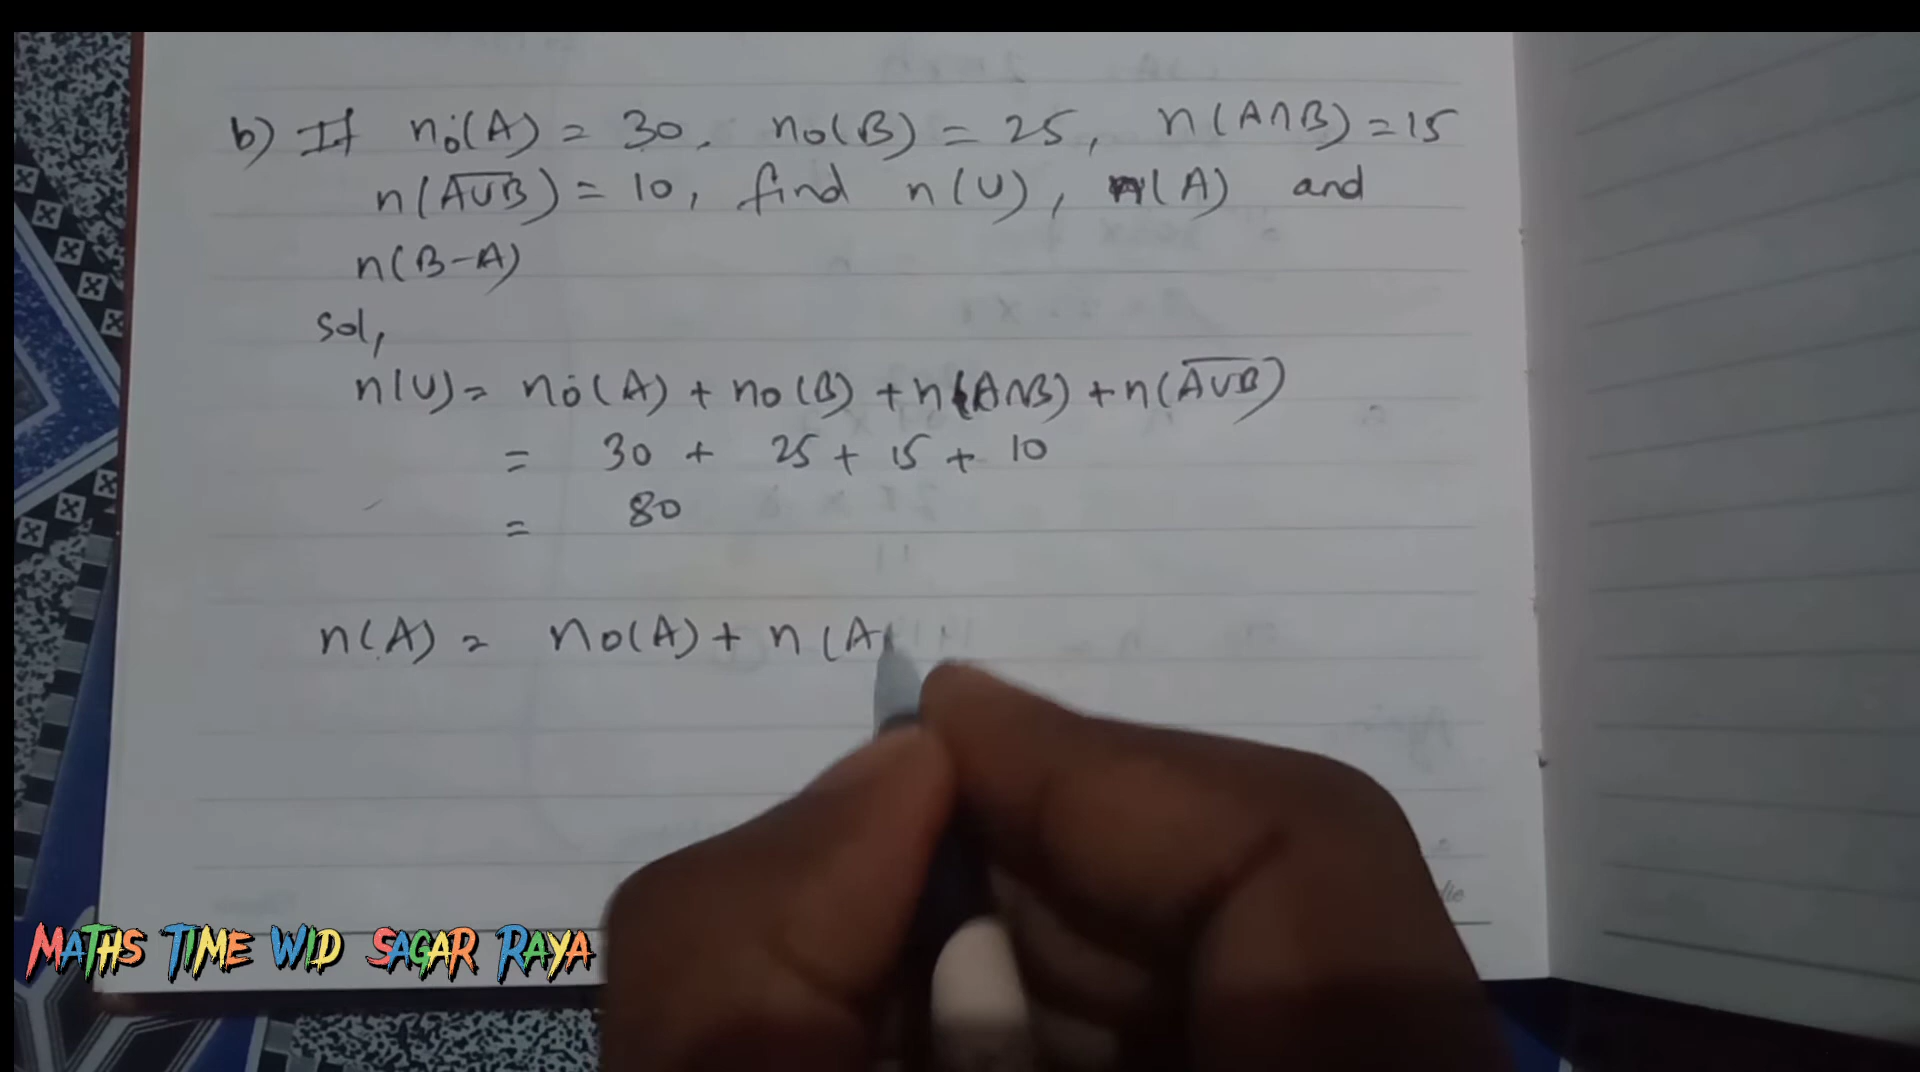 b) If no(A) = 30, no(B) = 25, n(A∩B) = 15
n(A̅∪̅B̅) = 10, find n(U), n(A) and
n(B-A)
sol,
n(U) = no(A) + no(B) + n(A∩B) + n(A̅∪̅B̅)
= 30 + 25 + 15 + 10
= 80
n(A) = no(A) + n(A
MATHS TIME WID SAGAR RAYA